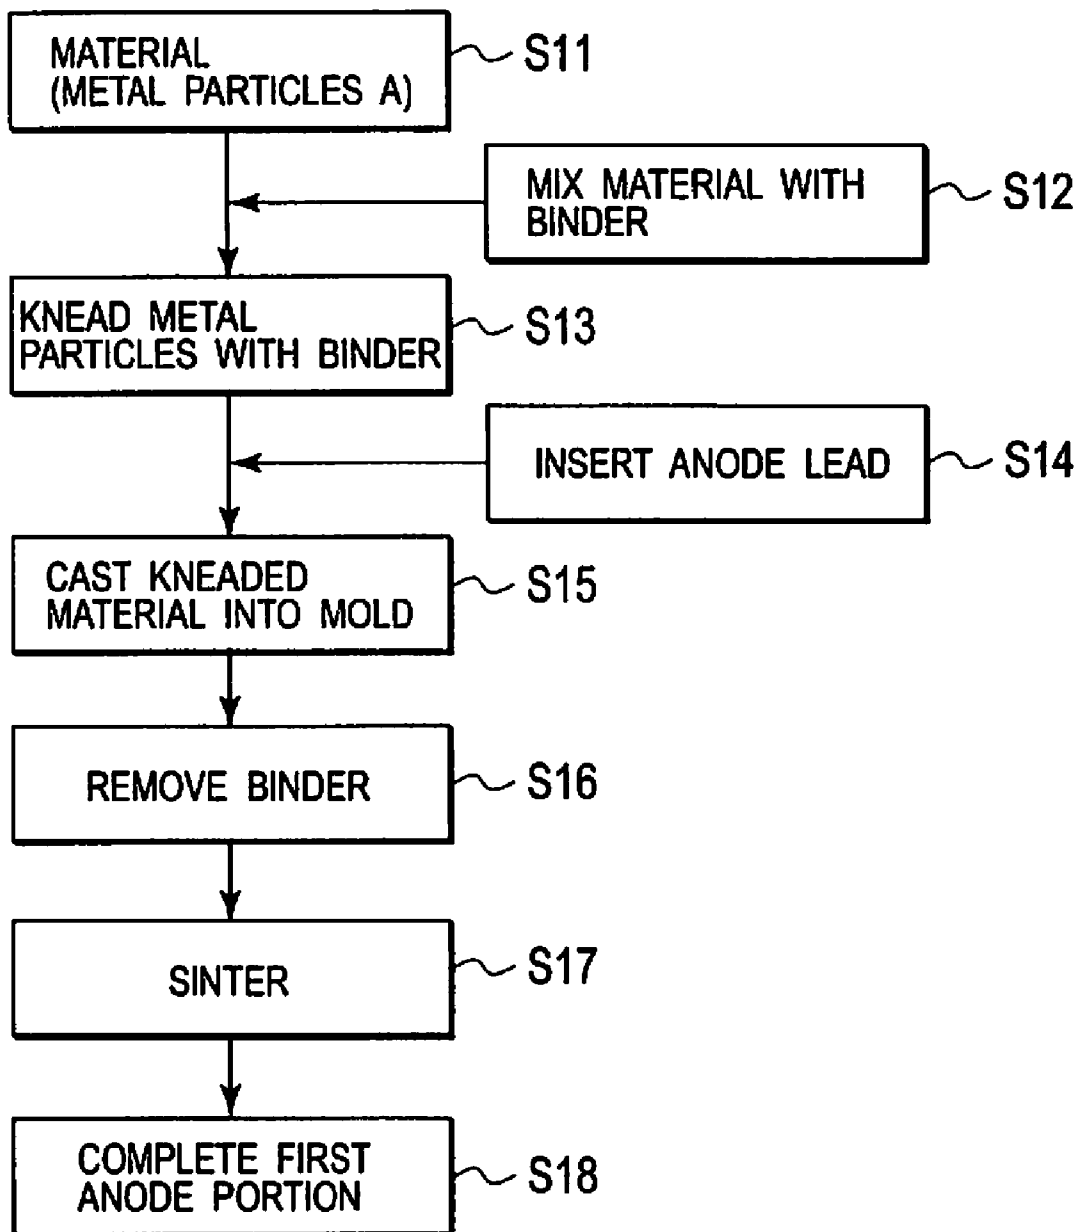 MATERIAL
(METAL PARTICLES A)
S11
MIX MATERIAL WITH
BINDER
S12
KNEAD METAL
PARTICLES WITH BINDER
S13
INSERT ANODE LEAD
S14
CAST KNEADED
MATERIAL INTO MOLD
S15
REMOVE BINDER
S16
SINTER
S17
COMPLETE FIRST
ANODE PORTION
S18